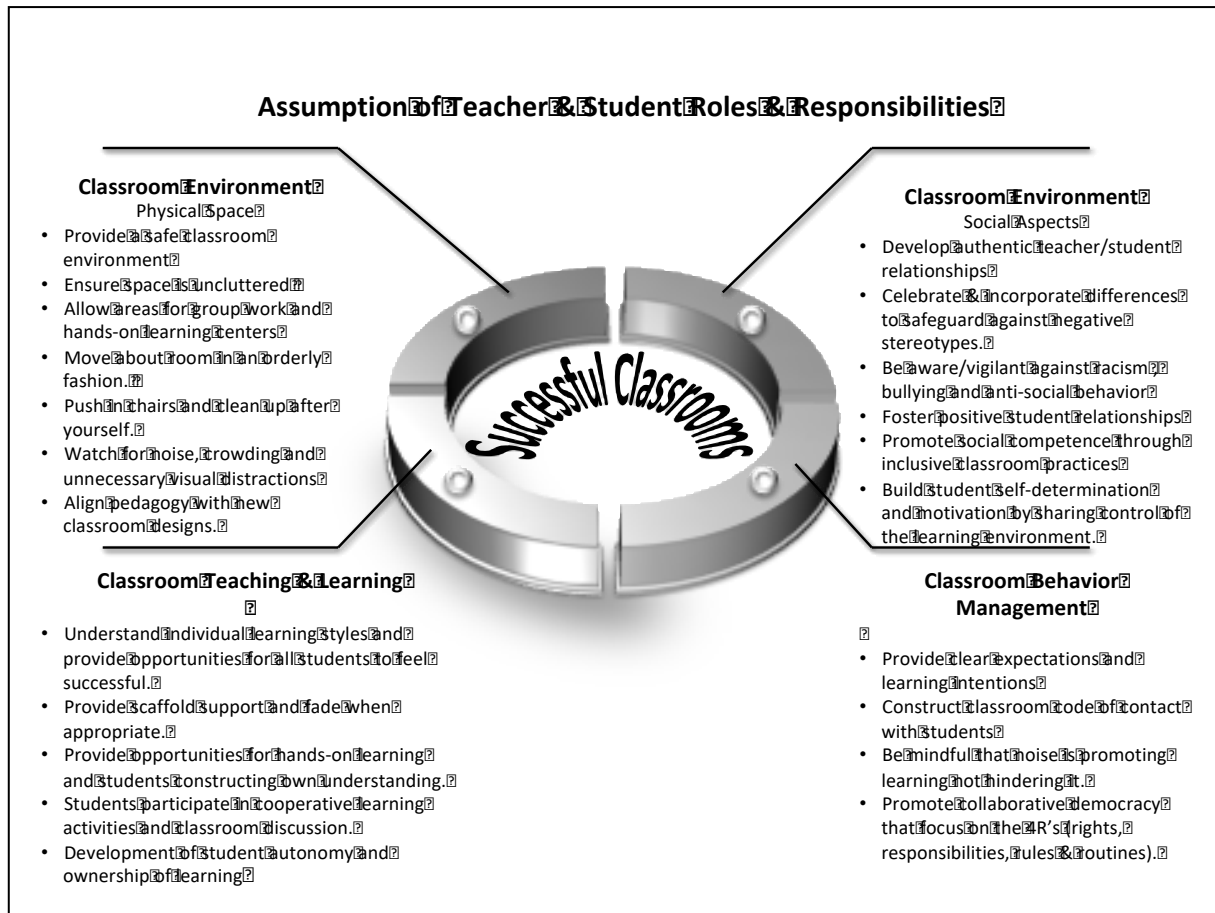 Assumption of Teacher & Student Roles & Responsibilities
Classroom Environment
Physical Space
• Provide a safe classroom
environment
• Ensure space is uncluttered
• Allow areas for group work and
hands-on learning centers
• Move about room in an orderly
fashion.
• Push in chairs and clean up after
yourself.
• Watch for noise, crowding and
unnecessary visual distractions
• Align pedagogy with new
classroom designs.
Classroom Environment
Social Aspects
• Develop authentic teacher/student
relationships
• Celebrate & incorporate differences
to safeguard against negative
stereotypes.
• Be aware/vigilant against racism,
bullying and anti-social behavior
• Foster positive student relationships
• Promote social competence through
inclusive classroom practices
• Build student self-determination
and motivation by sharing control of
the learning environment.
Successful Classrooms
Classroom Teaching & Learning
• Understand individual learning styles and
provide opportunities for all students to feel
successful.
• Provide scaffold support and fade when
appropriate.
• Provide opportunities for hands-on learning
and students constructing own understanding.
• Students participate in cooperative learning
activities and classroom discussion.
• Development of student autonomy and
ownership of learning
Classroom Behavior
Management
• Provide clear expectations and
learning intentions
• Construct classroom code of contact
with students
• Be mindful that noise is promoting
learning not hindering it.
• Promote collaborative democracy
that focus on the 4R's (rights,
responsibilities, rules & routines).